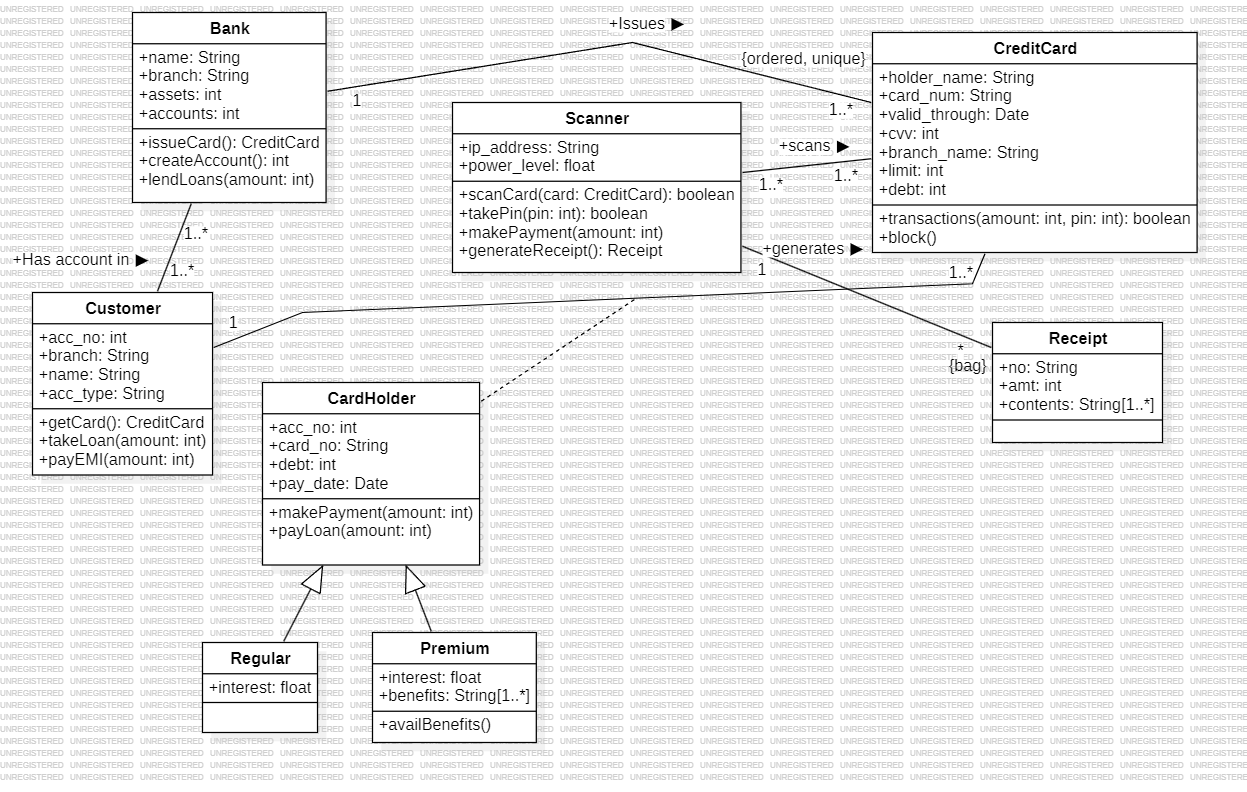 Bank
+name: String
+branch: String
+assets: int
+accounts: int
+issueCard(): CreditCard
+createAccount(): int
+lendLoans(amount: int)
+Issues ▶
{ordered, unique}
1
1..*
CreditCard
+holder_name: String
+card_num: String
+valid_through: Date
+cvv: int
+branch_name: String
+limit: int
+debt: int
+transactions(amount: int, pin: int): boolean
+block()
Scanner
+ip_address: String
+power_level: float
+scanCard(card: CreditCard): boolean
+takePin(pin: int): boolean
+makePayment(amount: int)
+generateReceipt(): Receipt
+scans ▶
1..*
1..*
+generates ▶
1
*
{bag}
1..*
+Has account in ▶
1..*
1..*
1
Customer
+acc_no: int
+branch: String
+name: String
+acc_type: String
+getCard(): CreditCard
+takeLoan(amount: int)
+payEMI(amount: int)
Receipt
+no: String
+amt: int
+contents: String[1..*]
CardHolder
+acc_no: int
+card_no: String
+debt: int
+pay_date: Date
+makePayment(amount: int)
+payLoan(amount: int)
Regular
+interest: float
Premium
+interest: float
+benefits: String[1..*]
+availBenefits()
UNREGISTERED